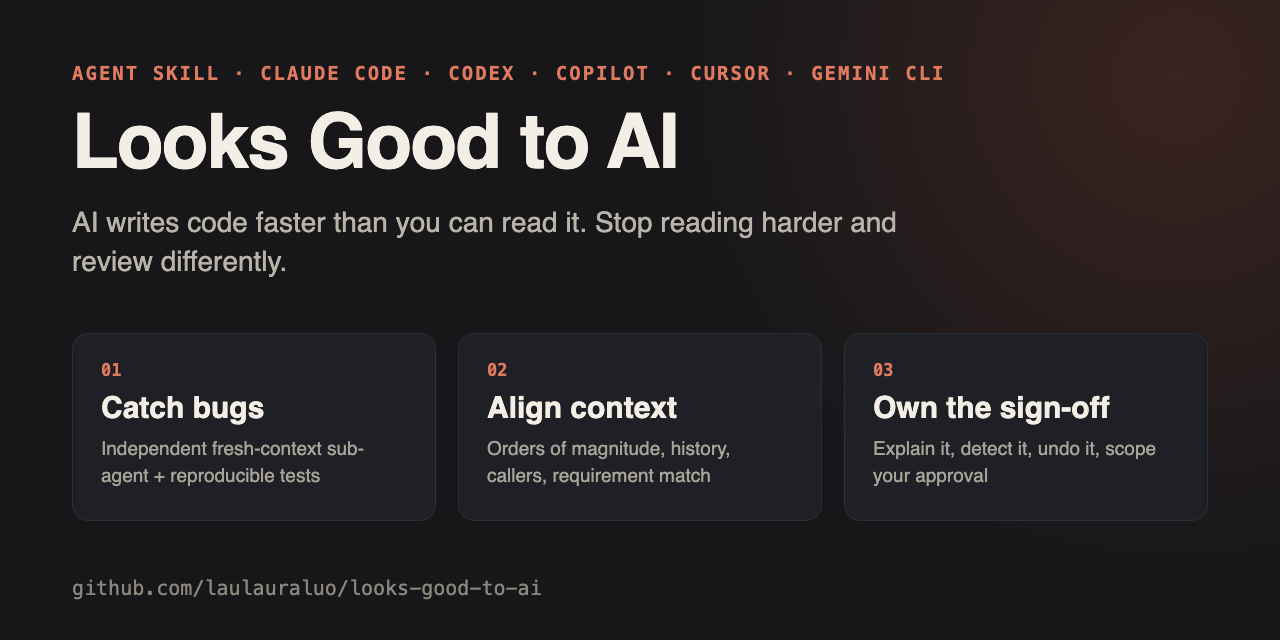 AGENT SKILL · CLAUDE CODE · CODEX · COPILOT · CURSOR · GEMINI CLI
Looks Good to AI
AI writes code faster than you can read it. Stop reading harder and
review differently.
01
Catch bugs
Independent fresh-context sub-
agent + reproducible tests
02
Align context
Orders of magnitude, history,
callers, requirement match
03
Own the sign-off
Explain it, detect it, undo it, scope
your approval
github.com/laulauraluo/looks-good-to-ai